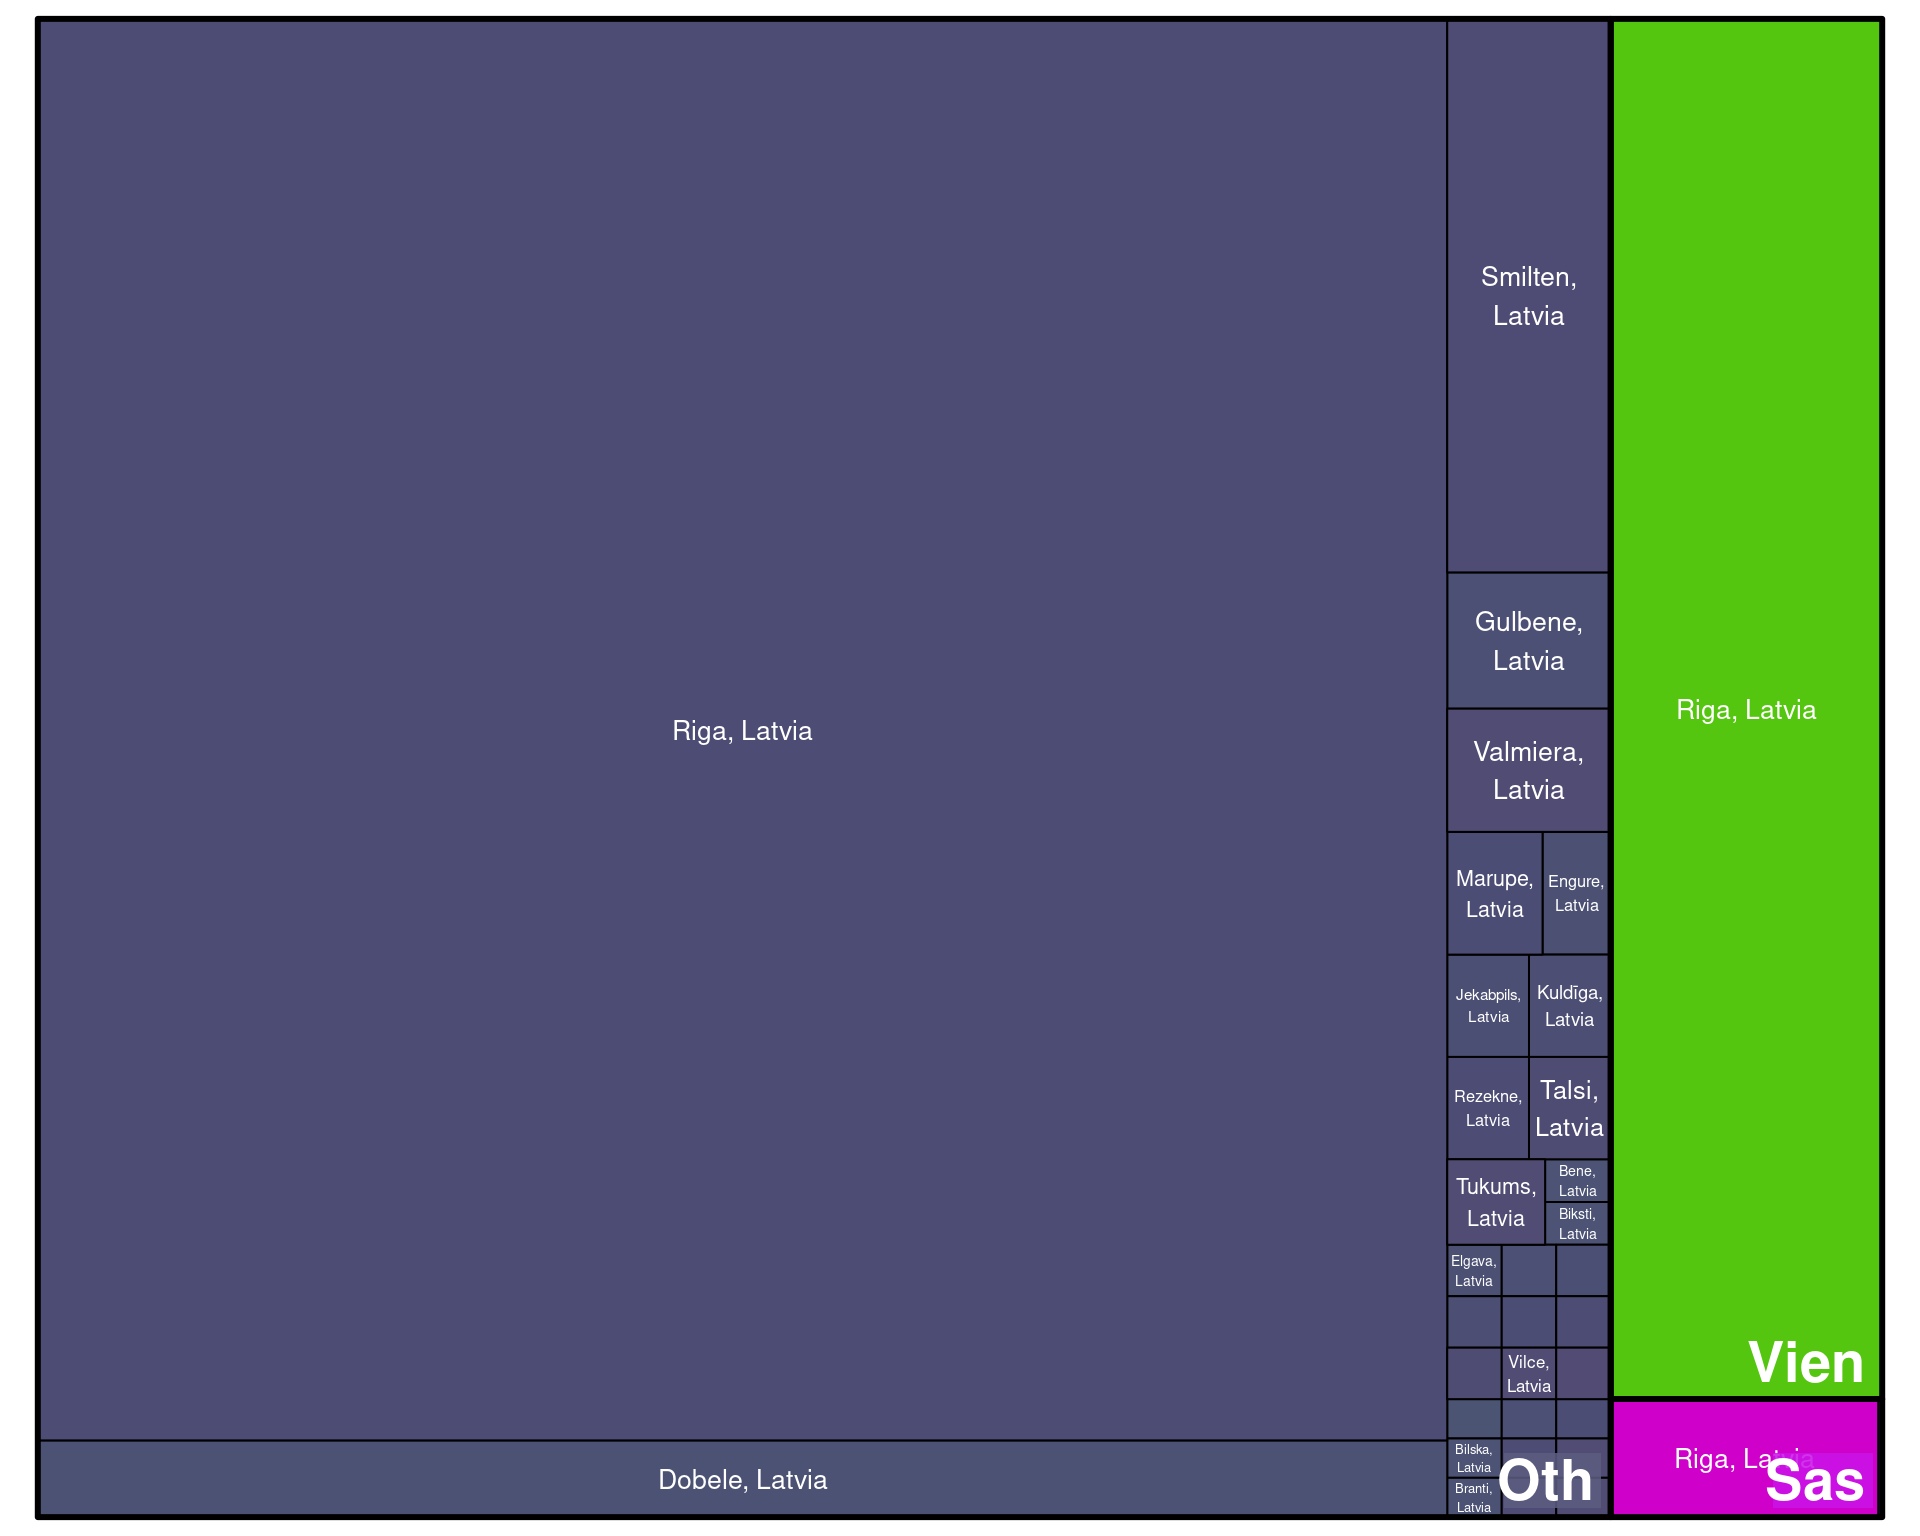 Riga, Latvia
Dobele, Latvia
Smilten,
Latvia
Gulbene,
Latvia
Valmiera,
Latvia
Marupe,
Latvia
Engure,
Latvia
Jekabpils,
Latvia
Kuldīga,
Latvia
Rezekne,
Latvia
Talsi,
Latvia
Tukums,
Latvia
Bene,
Latvia
Biksti,
Latvia
Elgava,
Latvia
Vilce,
Latvia
Bilska,
Latvia
Branti,
Latvia
Oth
Riga, Latvia
Vien
Riga, Latvia
Sas